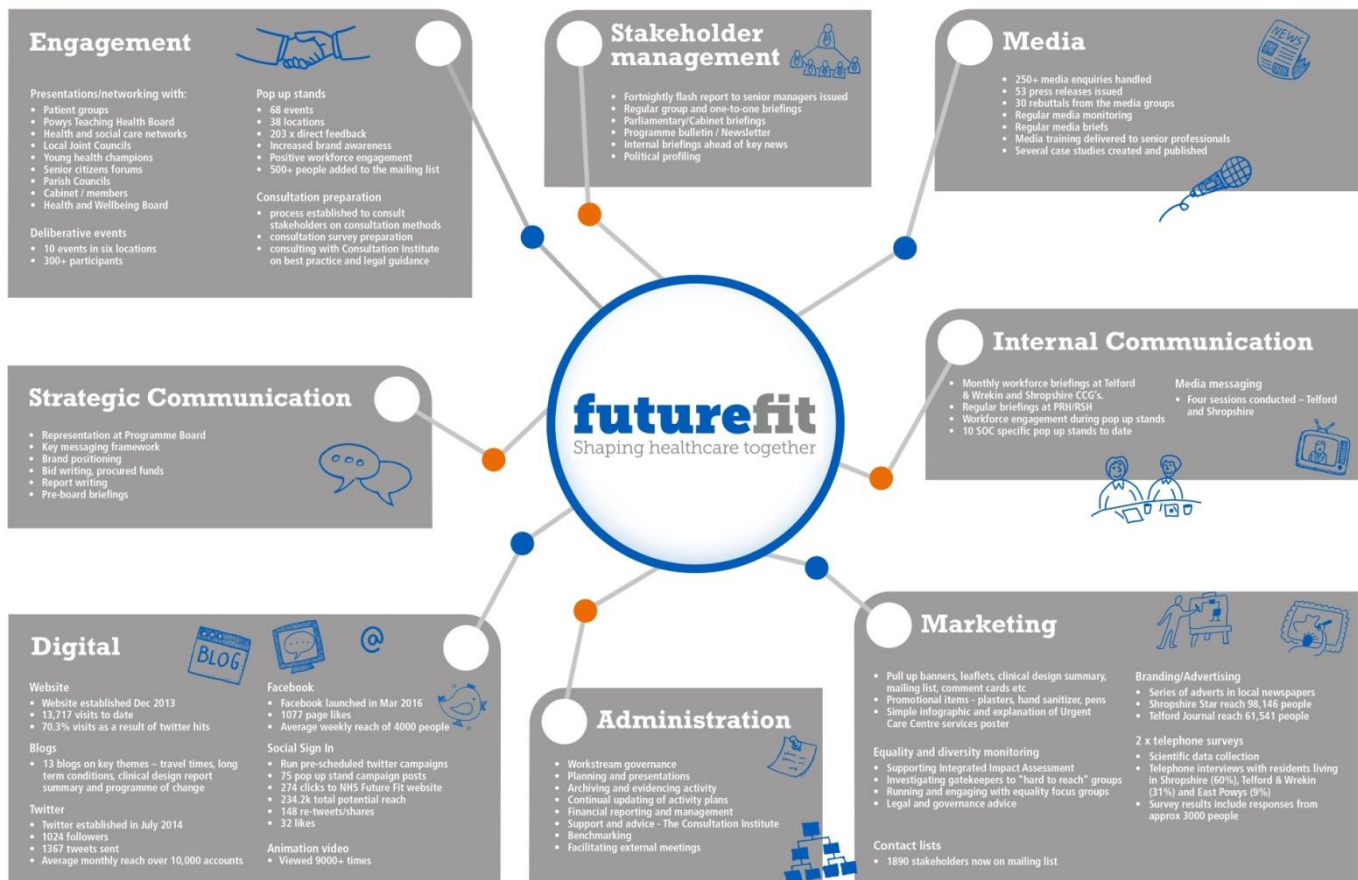 Engagement
Presentations/networking with:
• Patient groups
• Powys Teaching Health Board
• Health and social care networks
• Local Joint Councils
• Young health champions
• Senior citizens forums
• Parish Councils
• Cabinet / members
• Health and Wellbeing Board
Deliberative events
• 10 events in six locations
• 300+ participants
Pop up stands
• 68 events
• 38 locations
• 203 x direct feedback
• Increased brand awareness
• Positive workforce engagement
• 500+ people added to the mailing list
Consultation preparation
• process established to consult
stakeholders on consultation methods
• consultation survey preparation
• consulting with Consultation Institute
on best practice and legal guidance
Stakeholder
management
• Fortnightly flash report to senior managers issued
• Regular group and one-to-one briefings
• Parliamentary/Cabinet briefings
• Programme bulletin / Newsletter
• Internal briefings ahead of key news
• Political profiling
Media
NEWS
• 250+ media enquiries handled
• 53 press releases issued
• 30 rebuttals from the media groups
• Regular media monitoring
• Regular media briefs
• Media training delivered to senior professionals
• Several case studies created and published
Strategic Communication
• Representation at Programme Board
• Key messaging framework
• Brand positioning
• Bid writing, procured funds
• Report writing
• Pre-board briefings
futurefit
Shaping healthcare together
Internal Communication
• Monthly workforce briefings at Telford
& Wrekin and Shropshire CCG's.
• Regular briefings at PRH/RSH
• Workforce engagement during pop up stands
• 10 SOC specific pop up stands to date
Media messaging
• Four sessions conducted – Telford
and Shropshire
Digital
BLOG
@
Website
• Website established Dec 2013
• 13,717 visits to date
• 70.3% visits as a result of twitter hits
Blogs
• 13 blogs on key themes – travel times, long
term conditions, clinical design report
summary and programme of change
Twitter
• Twitter established in July 2014
• 1024 followers
• 1367 tweets sent
• Average monthly reach over 10,000 accounts
Facebook
• Facebook launched in Mar 2016
• 1077 page likes
• Average weekly reach of 4000 people
Social Sign In
• Run pre-scheduled twitter campaigns
• 75 pop up stand campaign posts
• 274 clicks to NHS Future Fit website
• 234.2k total potential reach
• 148 re-tweets/shares
• 32 likes
Animation video
• Viewed 9000+ times
Administration
• Workstream governance
• Planning and presentations
• Archiving and evidencing activity
• Continual updating of activity plans
• Financial reporting and management
• Support and advice - The Consultation Institute
• Benchmarking
• Facilitating external meetings
Marketing
• Pull up banners, leaflets, clinical design summary,
mailing list, comment cards etc
• Promotional items - plasters, hand sanitizer, pens
• Simple infographic and explanation of Urgent
Care Centre services poster
Equality and diversity monitoring
• Supporting Integrated Impact Assessment
• Investigating gatekeepers to "hard to reach" groups
• Running and engaging with equality focus groups
• Legal and governance advice
Contact lists
• 1890 stakeholders now on mailing list
Branding/Advertising
• Series of adverts in local newspapers
• Shropshire Star reach 98,146 people
• Telford Journal reach 61,541 people
2 x telephone surveys
• Scientific data collection
• Telephone interviews with residents living
in Shropshire (60%), Telford & Wrekin
(31%) and East Powys (9%)
• Survey results include responses from
approx 3000 people